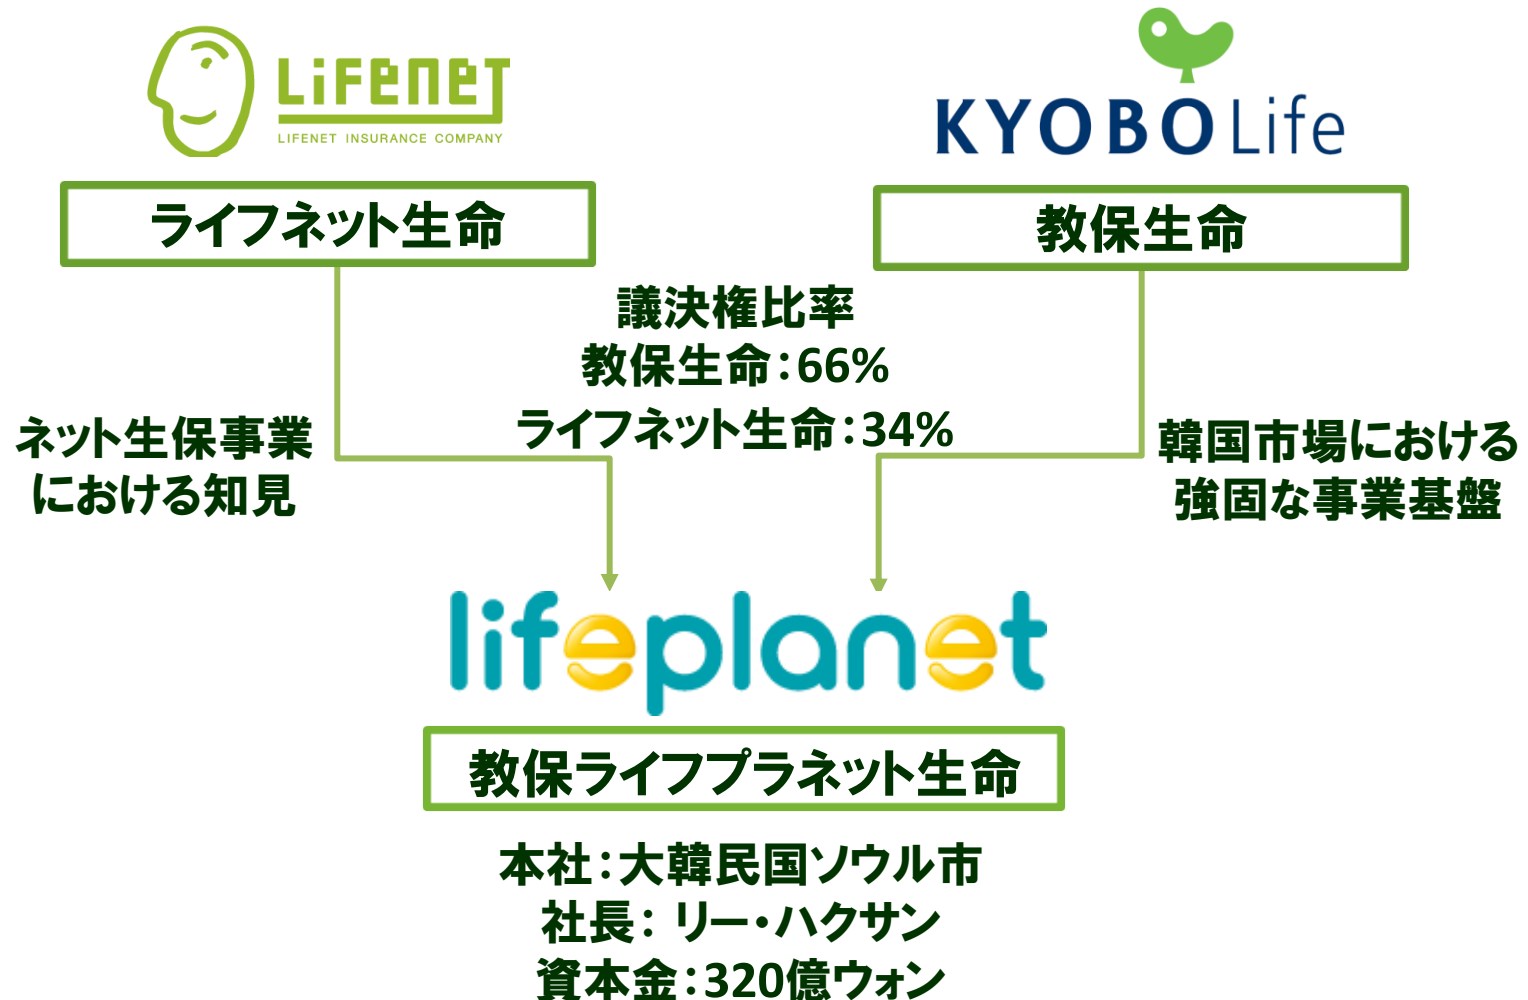 LiFeneT
LIFENET INSURANCE COMPANY
KYOBO Life
ライフネット生命
教保生命
議決権比率
教保生命：66%
ライフネット生命：34%
ネット生保事業
における知見
韓国市場における
強固な事業基盤
lifeplanet
教保ライフプラネット生命
本社：大韓民国ソウル市
社長： リー・ハクサン
資本金：320億ウォン